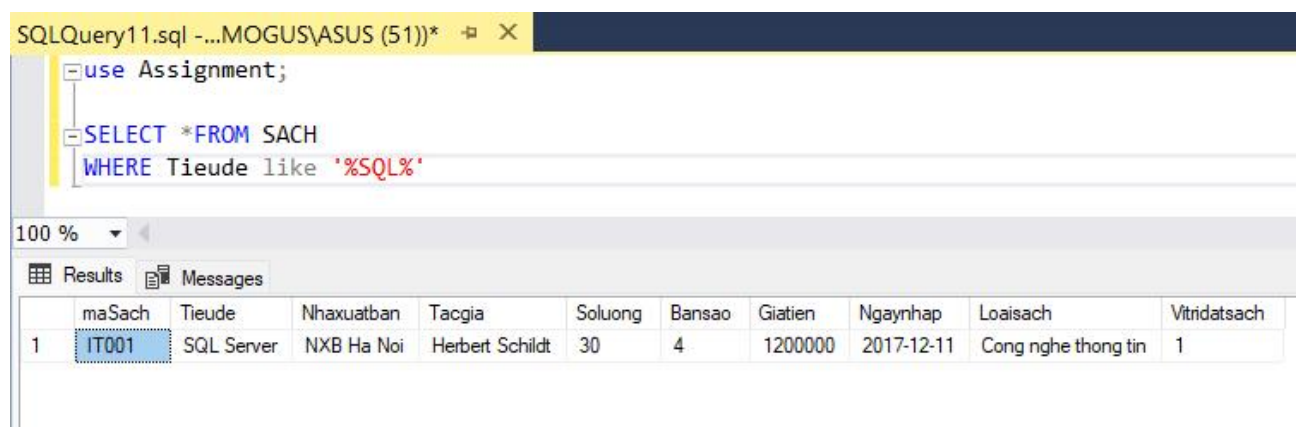 SQLQuery11.sql -...MOGUS\ASUS (51))*
use Assignment;
SELECT *FROM SACH
WHERE Tieude like '%SQL%'
100 %
Results Messages
maSach Tieude Nhaxuatban Tacgia Soluong Bansao Giatien Ngaynhap Loaisach Vitridatsach
1 IT001 SQL Server NXB Ha Noi Herbert Schildt 30 4 1200000 2017-12-11 Cong nghe thong tin 1